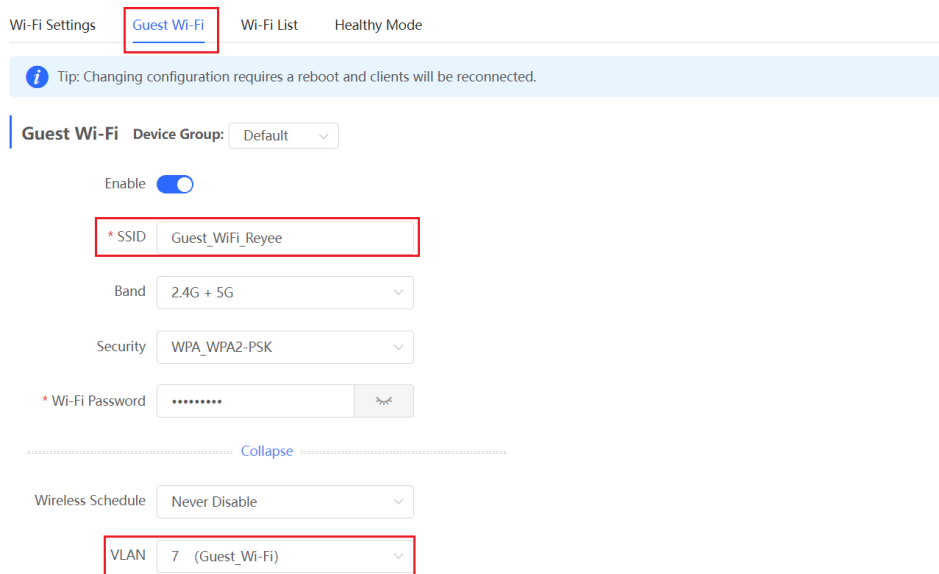 Wi-Fi Settings Guest Wi-Fi Wi-Fi List Healthy Mode
Tip: Changing configuration requires a reboot and clients will be reconnected.
Guest Wi-Fi Device Group: Default
Enable
* SSID Guest_WiFi_Reyee
Band 2.4G + 5G
Security WPA_WPA2-PSK
* Wi-Fi Password •••••••••
Collapse
Wireless Schedule Never Disable
VLAN 7 (Guest_Wi-Fi)